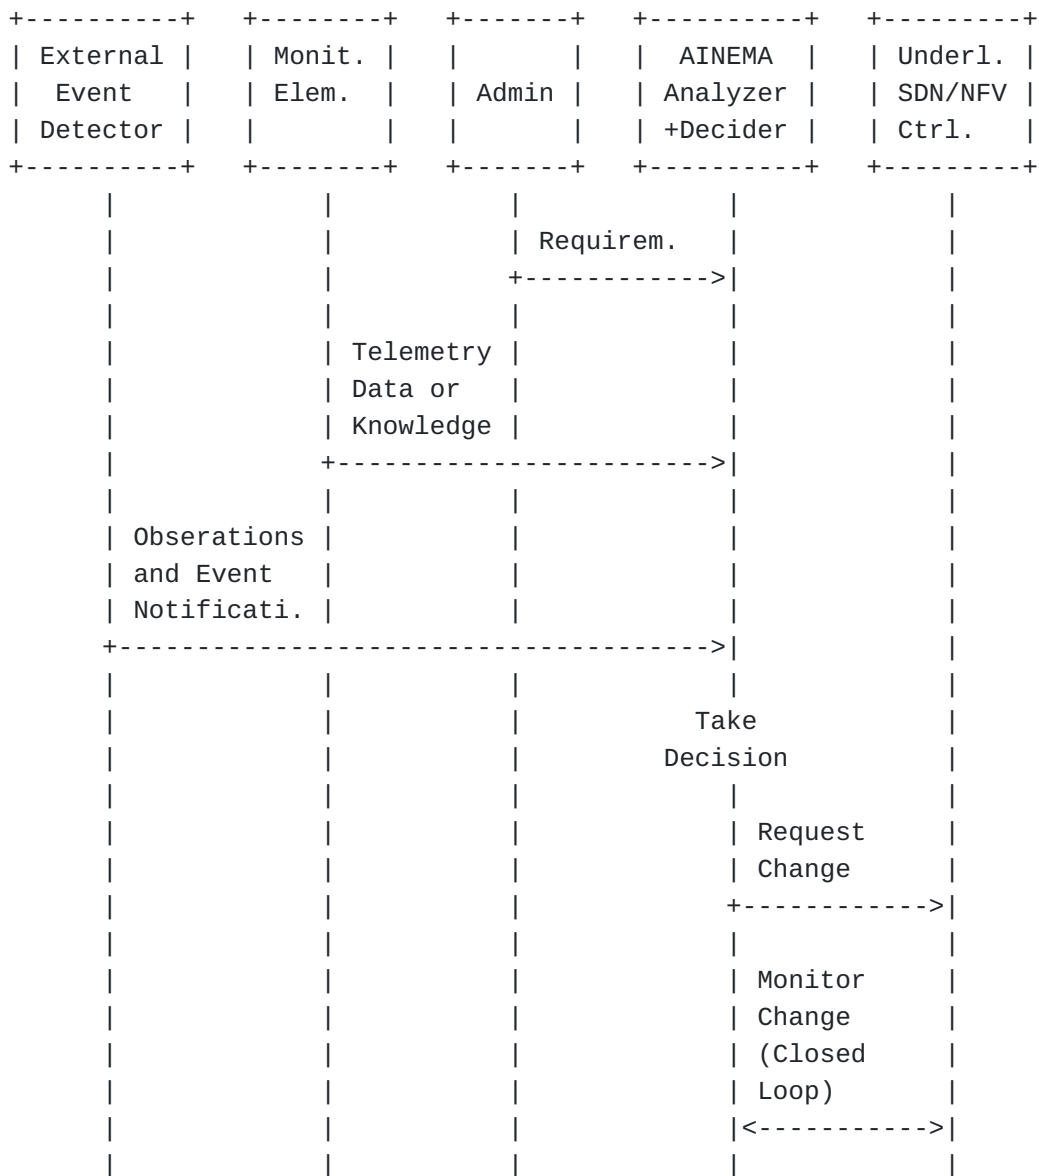 +----------+   +--------+   +-------+   +----------+   +---------+
| External |   | Monit. |   |       |   |  AINEMA  |   | Underl. |
|  Event   |   | Elem.  |   | Admin |   | Analyzer |   | SDN/NFV |
| Detector |   |        |   |       |   | +Decider |   | Ctrl.   |
+----------+   +--------+   +-------+   +----------+   +---------+
      |             |           |             |             |
      |             |           | Requirem.   |             |
      |             |           +------------>|             |
      |             |           |             |             |
      |             | Telemetry |             |             |
      |             | Data or   |             |             |
      |             | Knowledge |             |             |
      |             +------------------------>|             |
      |             |           |             |             |
      | Obserations |           |             |             |
      | and Event   |           |             |             |
      | Notificati. |           |             |             |
      +-------------------------------------->|             |
      |             |           |             |             |
      |             |           |           Take            |
      |             |           |         Decision          |
      |             |           |             |             |
      |             |           |             | Request     |
      |             |           |             | Change      |
      |             |           |             +------------>|
      |             |           |             |             |
      |             |           |             | Monitor     |
      |             |           |             | Change      |
      |             |           |             | (Closed     |
      |             |           |             | Loop)       |
      |             |           |             |<----------->|
      |             |           |             |             |